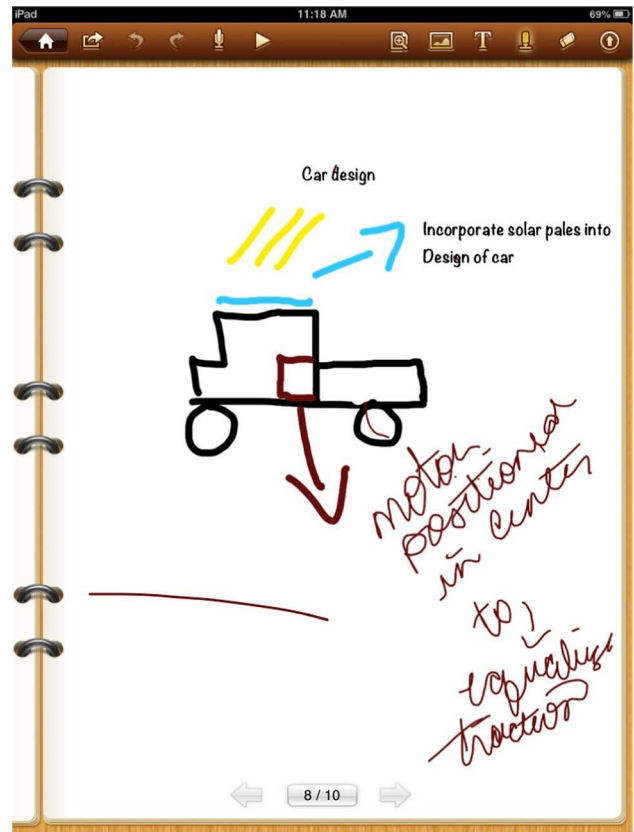 iPad
11:18 AM
69%
T
Car design
Incorporate solar pales into
Design of car
motor
positioned
in center
to
equalize
traction
8 / 10